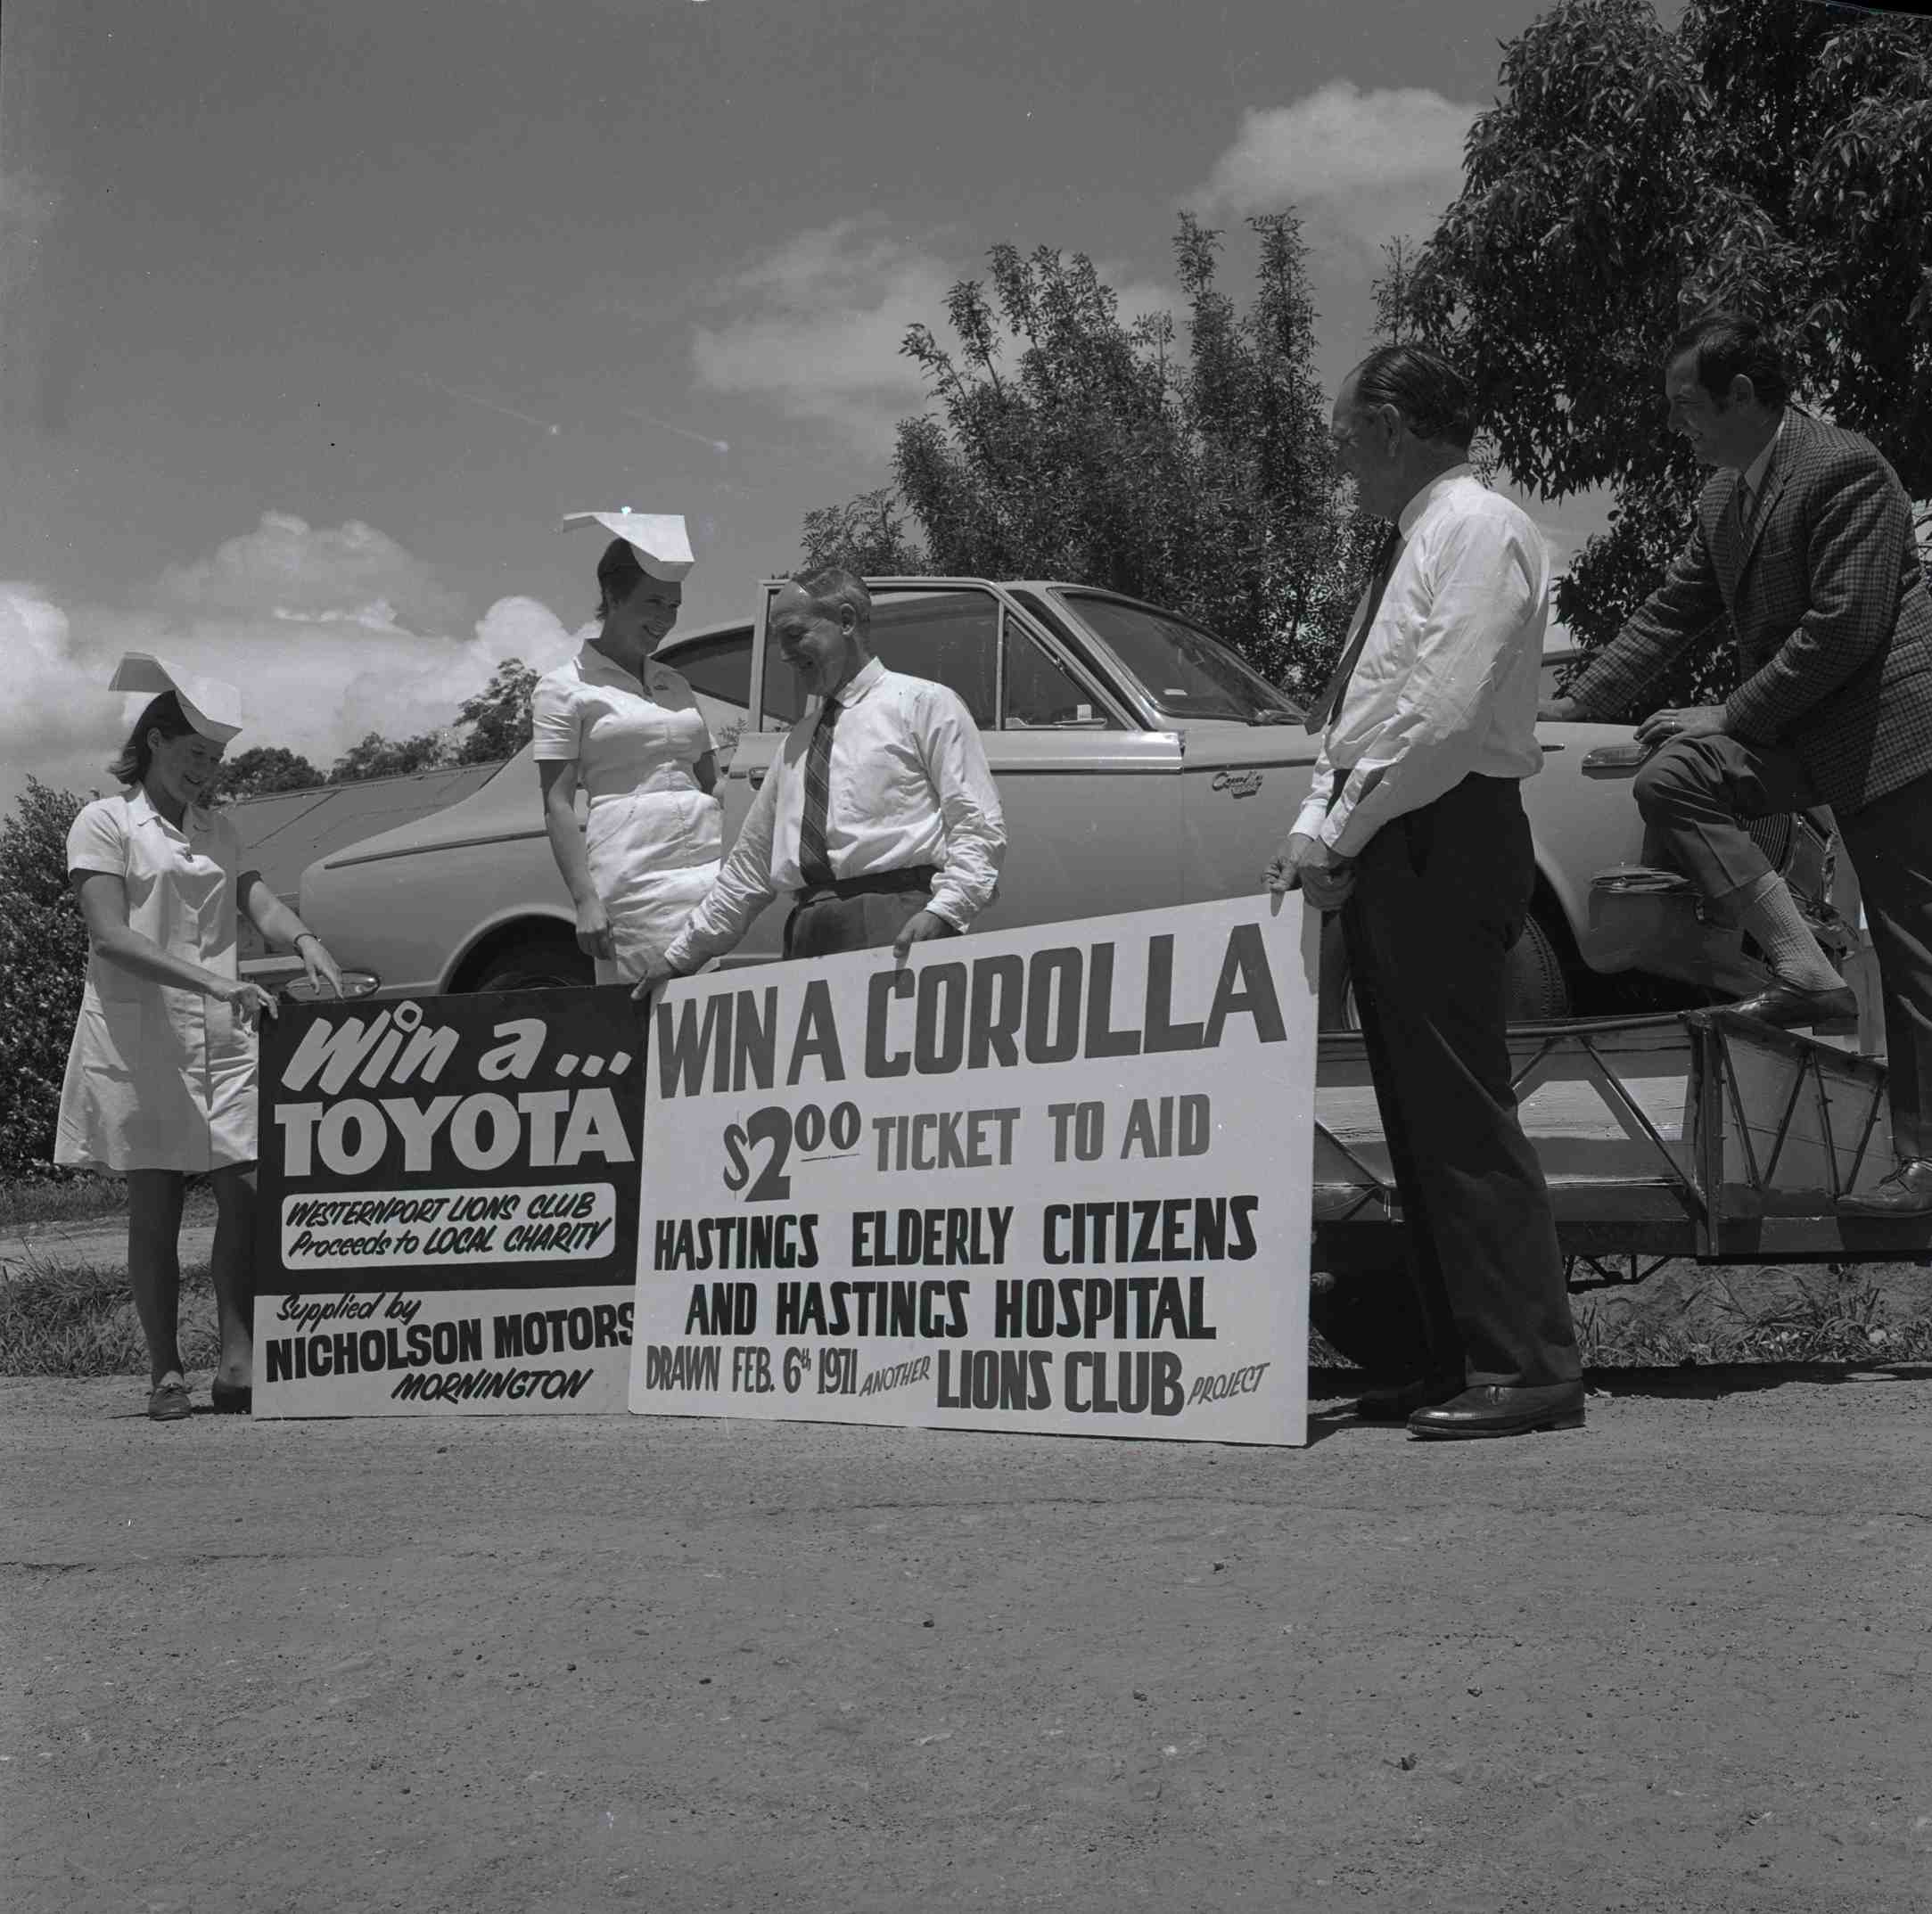 Win a...
TOYOTA
WESTERNPORT LIONS CLUB
Proceeds to LOCAL CHARITY
Supplied by
NICHOLSON MOTORS
MORNINGTON
WIN A COROLLA
$2.00 TICKET TO AID
HASTINGS ELDERLY CITIZENS
AND HASTINGS HOSPITAL
DRAWN FEB. 6th 1971 ANOTHER LIONS CLUB PROJECT